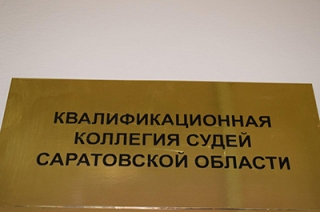 КВАЛИФИКАЦИОННАЯ
КОЛЛЕГИЯ СУДЕЙ
САРАТОВСКОЙ ОБЛАСТИ